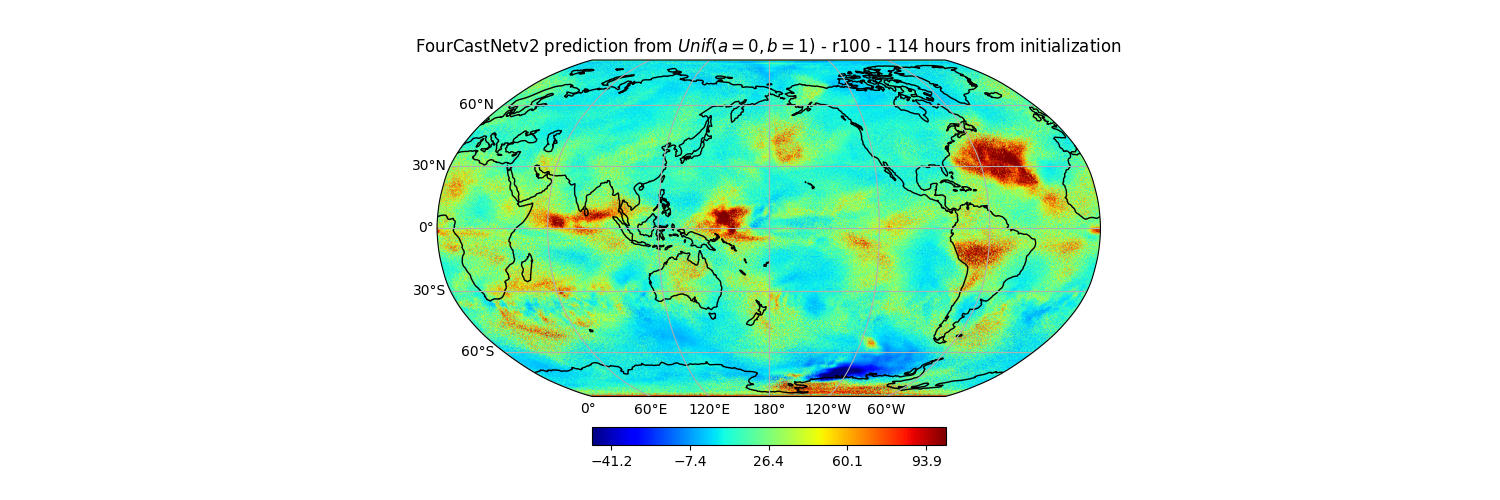 FourCastNetv2 prediction from Unif(a = 0, b = 1) - r100 - 114 hours from initialization
60°N
30°N
0°
30°S
60°S
0° 60°E 120°E 180° 120°W 60°W
−41.2 −7.4 26.4 60.1 93.9